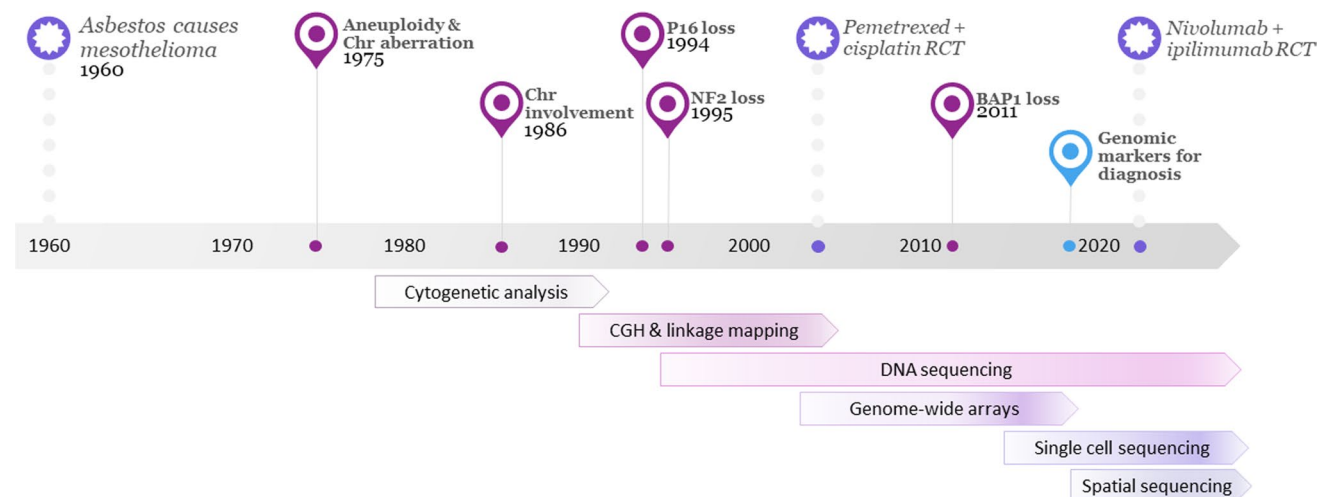 Asbestos causes
mesothelioma
1960
Aneuploidy &
Chr aberration
1975
Chr
involvement
1986
P16 loss
1994
NF2 loss
1995
Pemetrexed +
cisplatin RCT
BAP1 loss
2011
Genomic
markers for
diagnosis
Nivolumab +
ipilimumab RCT
1960 1970 1980 1990 2000 2010 2020
Cytogenetic analysis
CGH & linkage mapping
DNA sequencing
Genome-wide arrays
Single cell sequencing
Spatial sequencing